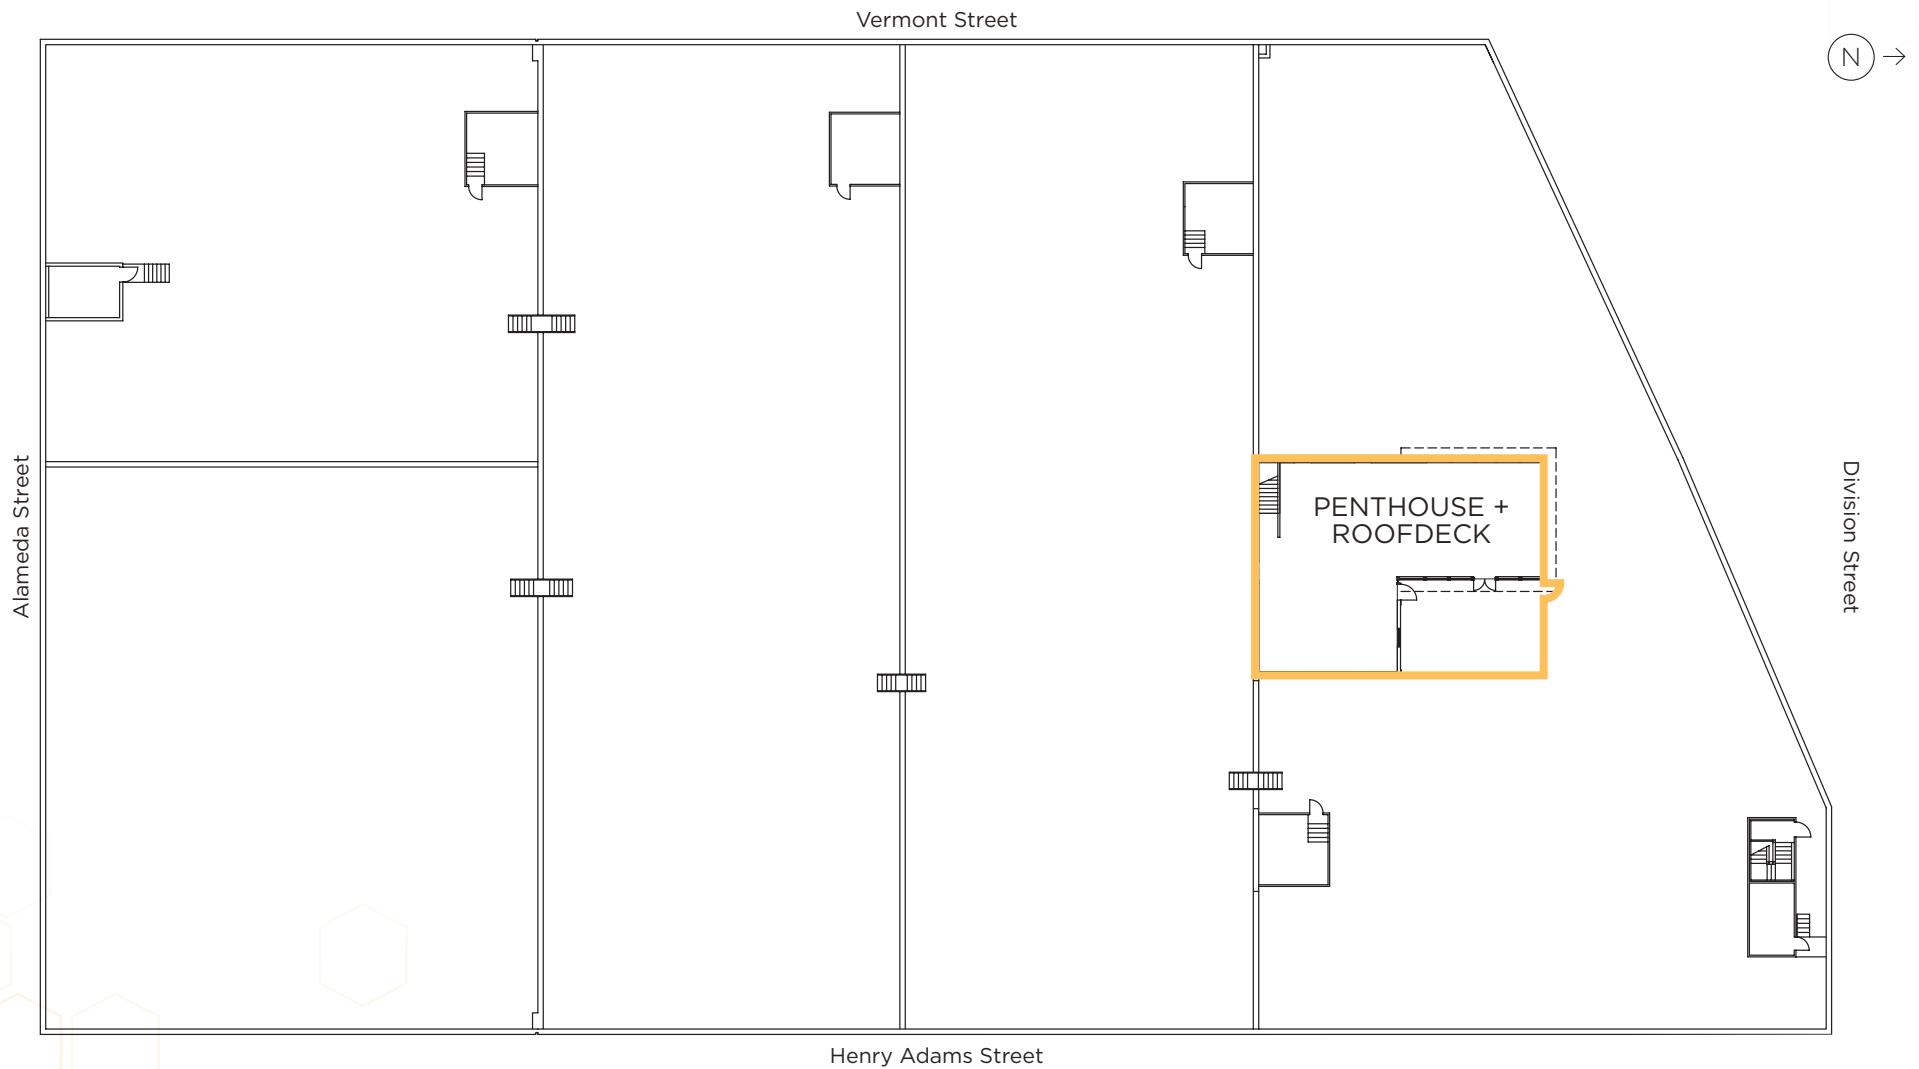 Vermont Street
N
Alameda Street
PENTHOUSE +
ROOFDECK
Division Street
Henry Adams Street